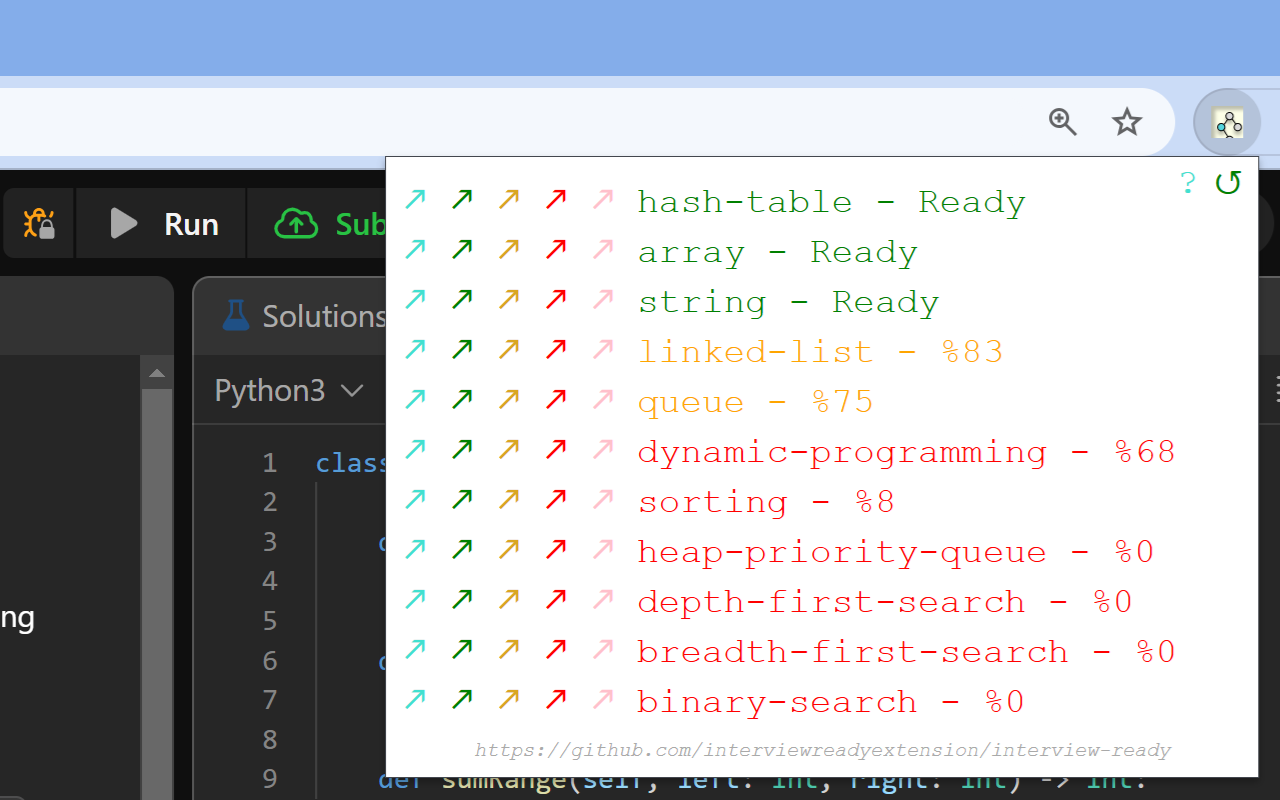 ? ↺
↗ ↗ ↗ ↗ ↗ hash-table - Ready
↗ ↗ ↗ ↗ ↗ array - Ready
↗ ↗ ↗ ↗ ↗ string - Ready
↗ ↗ ↗ ↗ ↗ linked-list - %83
↗ ↗ ↗ ↗ ↗ queue - %75
↗ ↗ ↗ ↗ ↗ dynamic-programming - %68
↗ ↗ ↗ ↗ ↗ sorting - %8
↗ ↗ ↗ ↗ ↗ heap-priority-queue - %0
↗ ↗ ↗ ↗ ↗ depth-first-search - %0
↗ ↗ ↗ ↗ ↗ breadth-first-search - %0
↗ ↗ ↗ ↗ ↗ binary-search - %0
https://github.com/interviewreadyextension/interview-ready
Run
Sub
Solutions
Python3
1 class
2
3
4
5
6
7
8
9 def sumRange(self, left: int, right: int) -> int:
ng